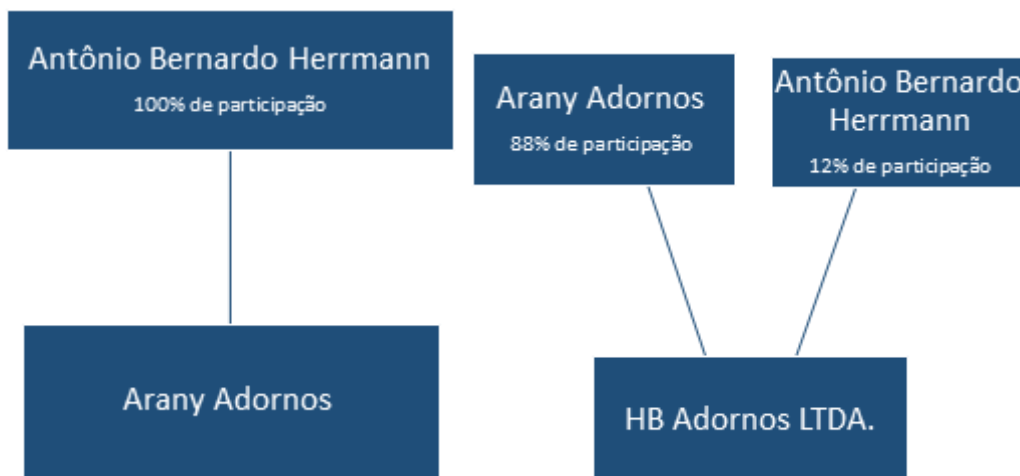 Antônio Bernardo Herrmann
100% de participação
Arany Adornos
88% de participação
Antônio Bernardo
Herrmann
12% de participação
Arany Adornos
HB Adornos LTDA.